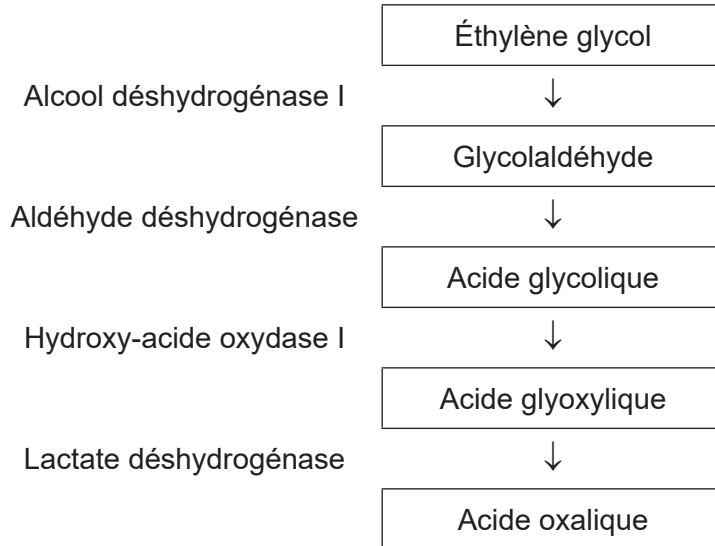 Éthylène glycol
Alcool déshydrogénase I
↓
Glycolaldéhyde
Aldéhyde déshydrogénase
↓
Acide glycolique
Hydroxy-acide oxydase I
↓
Acide glyoxylique
Lactate déshydrogénase
↓
Acide oxalique